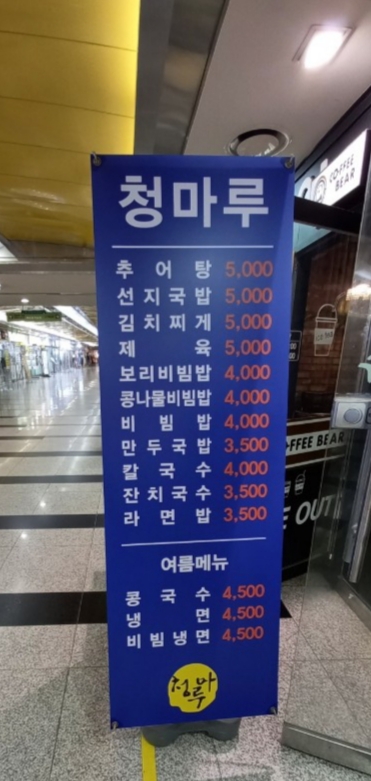 청마루
추어탕 5,000
선지국밥 5,000
김치찌게 5,000
제육 5,000
보리비빔밥 4,000
콩나물비빔밥 4,000
비빔밥 4,000
만두국밥 3,500
칼국수 4,000
잔치국수 3,500
라면밥 3,500
여름메뉴
콩국수 4,500
냉면 4,500
비빔냉면 4,500
청마루
COFFEE
BEAR
FFEE BEAR
E OUT